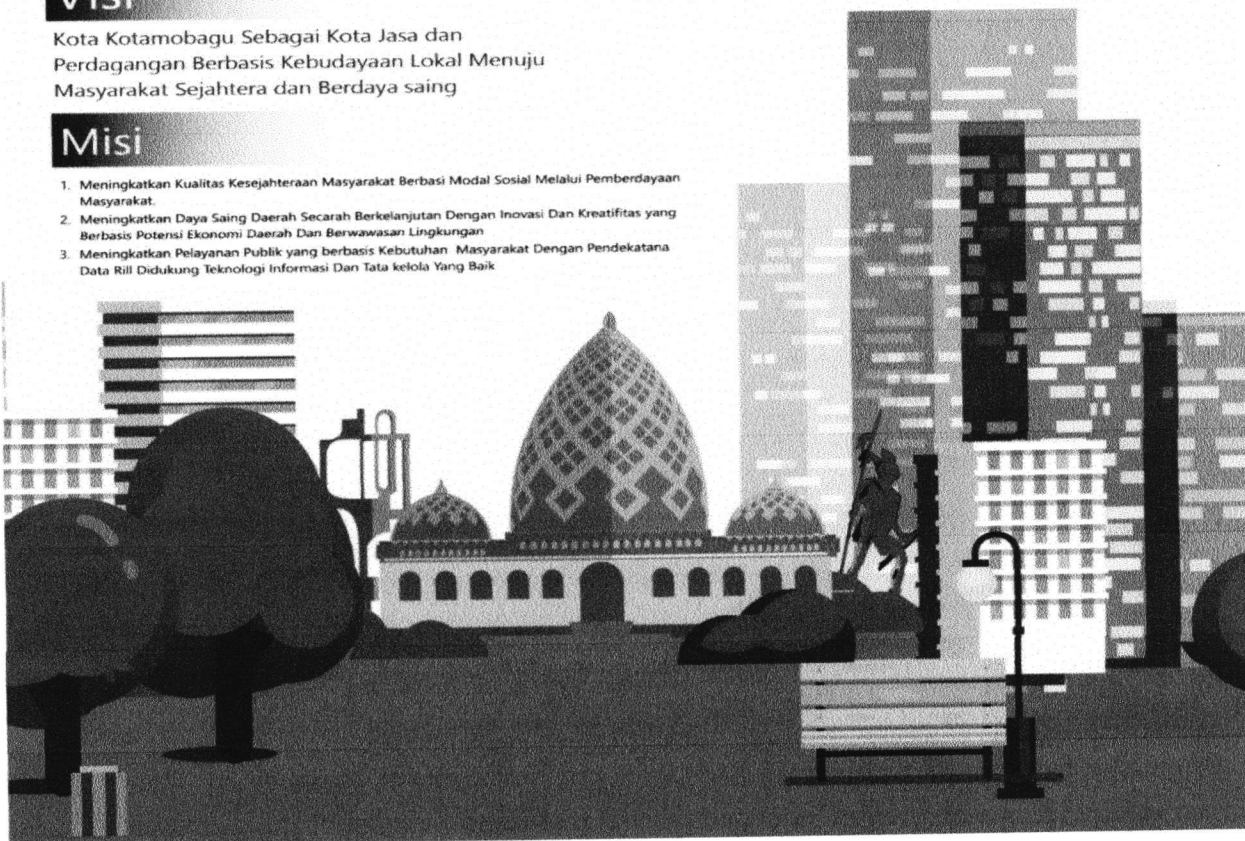 Visi
Kota Kotamobagu Sebagai Kota Jasa dan
Perdagangan Berbasis Kebudayaan Lokal Menuju
Masyarakat Sejahtera dan Berdaya saing
Misi
1. Meningkatkan Kualitas Kesejahteraan Masyarakat Berbasi Modal Sosial Melalui Pemberdayaan
Masyarakat.
2. Meningkatkan Daya Saing Daerah Secarah Berkelanjutan Dengan Inovasi Dan Kreatifitas yang
Berbasis Potensi Ekonomi Daerah Dan Berwawasan Lingkungan
3. Meningkatkan Pelayanan Publik yang berbasis Kebutuhan Masyarakat Dengan Pendekatana
Data Rill Didukung Teknologi Informasi Dan Tata kelola Yang Baik